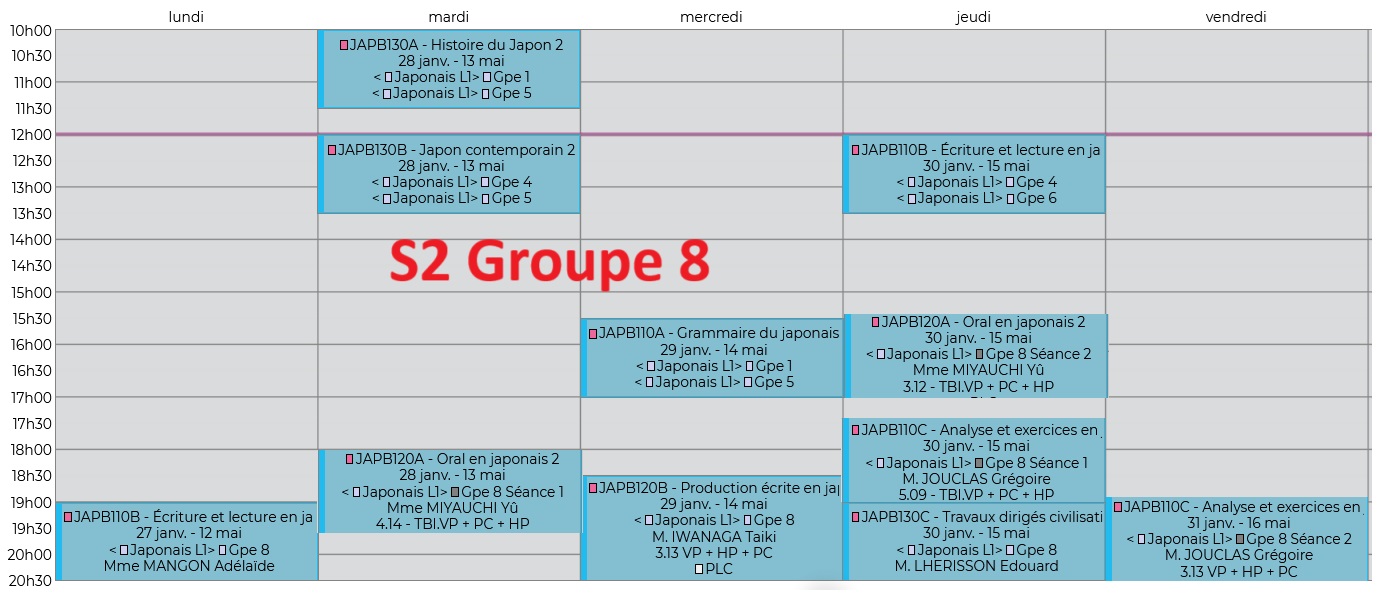 lundi mardi mercredi jeudi vendredi
10h00
10h30
11h00
11h30
12h00
12h30
13h00
13h30
14h00
14h30
15h00
15h30
16h00
16h30
17h00
17h30
18h00
18h30
19h00
19h30
20h00
20h30
JAPB110B - Écriture et lecture en ja
27 janv. - 12 mai
< Japonais L1> Gpe 8
Mme MANGON Adélaïde
JAPB130A - Histoire du Japon 2
28 janv. - 13 mai
< Japonais L1> Gpe 1
< Japonais L1> Gpe 5
JAPB130B - Japon contemporain 2
28 janv. - 13 mai
< Japonais L1> Gpe 4
< Japonais L1> Gpe 5
S2 Groupe 8
JAPB120A - Oral en japonais 2
28 janv. - 13 mai
< Japonais L1> Gpe 8 Séance 1
Mme MIYAUCHI Yû
4.14 - TBI.VP + PC + HP
JAPB110A - Grammaire du japonais
29 janv. - 14 mai
< Japonais L1> Gpe 1
< Japonais L1> Gpe 5
JAPB120B - Production écrite en jap
29 janv. - 14 mai
< Japonais L1> Gpe 8
M. IWANAGA Taiki
3.13 VP + HP + PC
PLC
JAPB110B - Écriture et lecture en ja
30 janv. - 15 mai
< Japonais L1> Gpe 4
< Japonais L1> Gpe 6
JAPB120A - Oral en japonais 2
30 janv. - 15 mai
< Japonais L1> Gpe 8 Séance 2
Mme MIYAUCHI Yû
3.12 - TBI.VP + PC + HP
JAPB110C - Analyse et exercices en
30 janv. - 15 mai
< Japonais L1> Gpe 8 Séance 1
M. JOUCLAS Grégoire
5.09 - TBI.VP + PC + HP
JAPB130C - Travaux dirigés civilisati
30 janv. - 15 mai
< Japonais L1> Gpe 8
M. LHERISSON Edouard
JAPB110C - Analyse et exercices en
31 janv. - 16 mai
< Japonais L1> Gpe 8 Séance 2
M. JOUCLAS Grégoire
3.13 VP + HP + PC